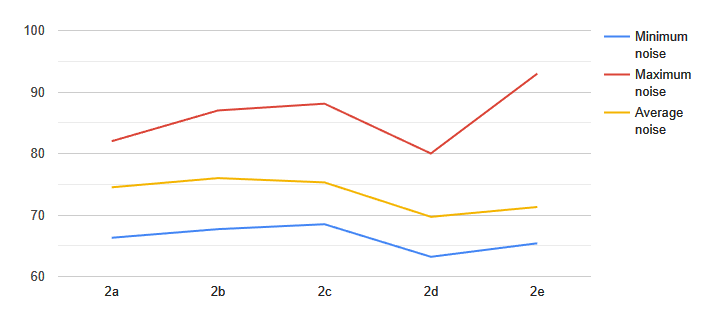 100
90
80
70
60
2a 2b 2c 2d 2e
Minimum
noise
Maximum
noise
Average
noise